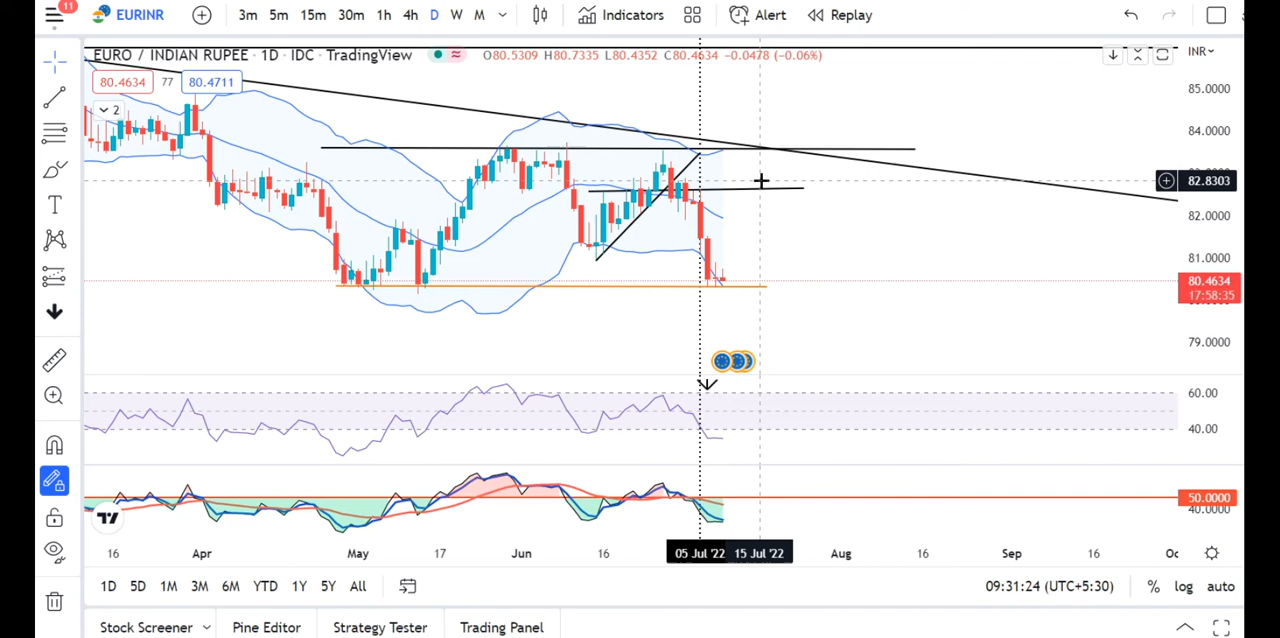 11 EURINR 3m 5m 15m 30m 1h 4h D W M Indicators Alert Replay
EURO / INDIAN RUPEE · 1D · IDC · TradingView O80.5309 H80.7335 L80.4352 C80.4634 -0.0478 (-0.06%) INR
80.4634 77 80.4711
85.0000
2
84.0000
82.8303
82.0000
81.0000
80.4634
17:58:35
79.0000
60.00
40.00
50.0000
40.0000
16 Apr May 17 Jun 16 05 Jul '22 15 Jul '22 Aug 16 Sep 16
1D 5D 1M 3M 6M YTD 1Y 5Y All 09:31:24 (UTC+5:30) % log auto
Stock Screener Pine Editor Strategy Tester Trading Panel